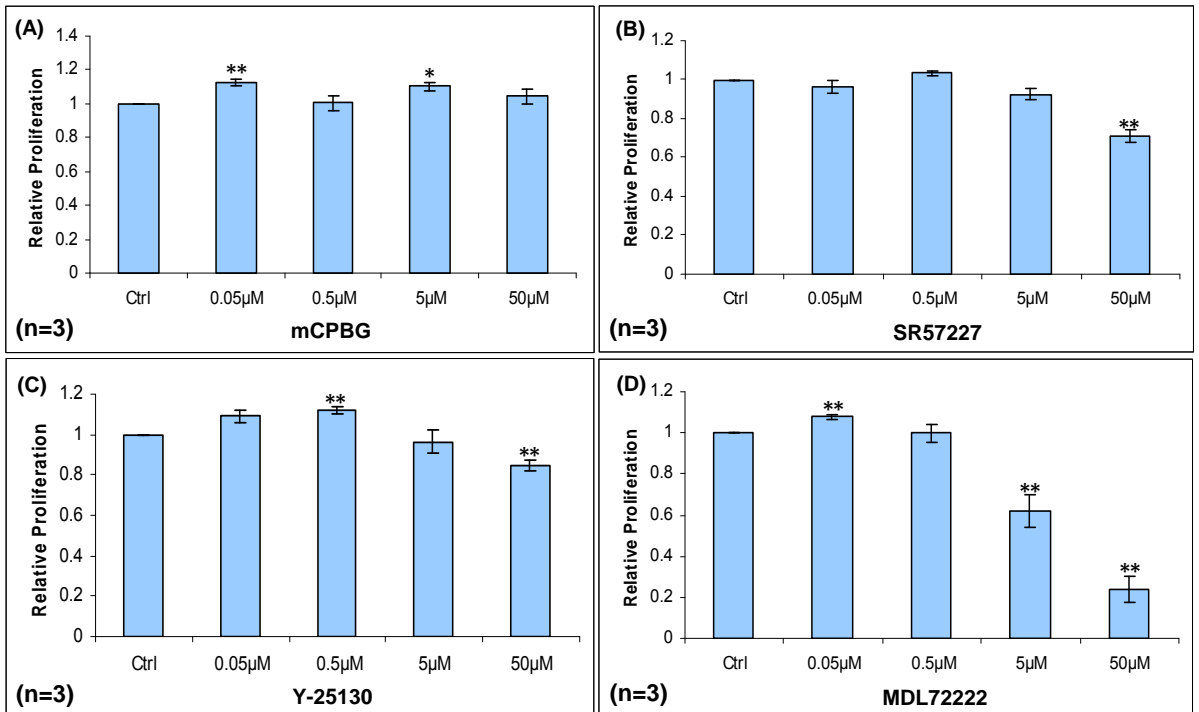 (A)
Relative Proliferation
1.4
1.2
1
0.8
0.6
0.4
0.2
0
**
*
Ctrl 0.05µM 0.5µM 5µM 50µM
(n=3)
mCPBG
(B)
Relative Proliferation
1.2
1
0.8
0.6
0.4
0.2
0
**
Ctrl 0.05µM 0.5µM 5µM 50µM
(n=3)
SR57227
(C)
Relative Proliferation
1.2
1
0.8
0.6
0.4
0.2
0
**
**
Ctrl 0.05µM 0.5µM 5µM 50µM
(n=3)
Y-25130
(D)
Relative Proliferation
1.2
1
0.8
0.6
0.4
0.2
0
**
**
**
Ctrl 0.05µM 0.5µM 5µM 50µM
(n=3)
MDL72222